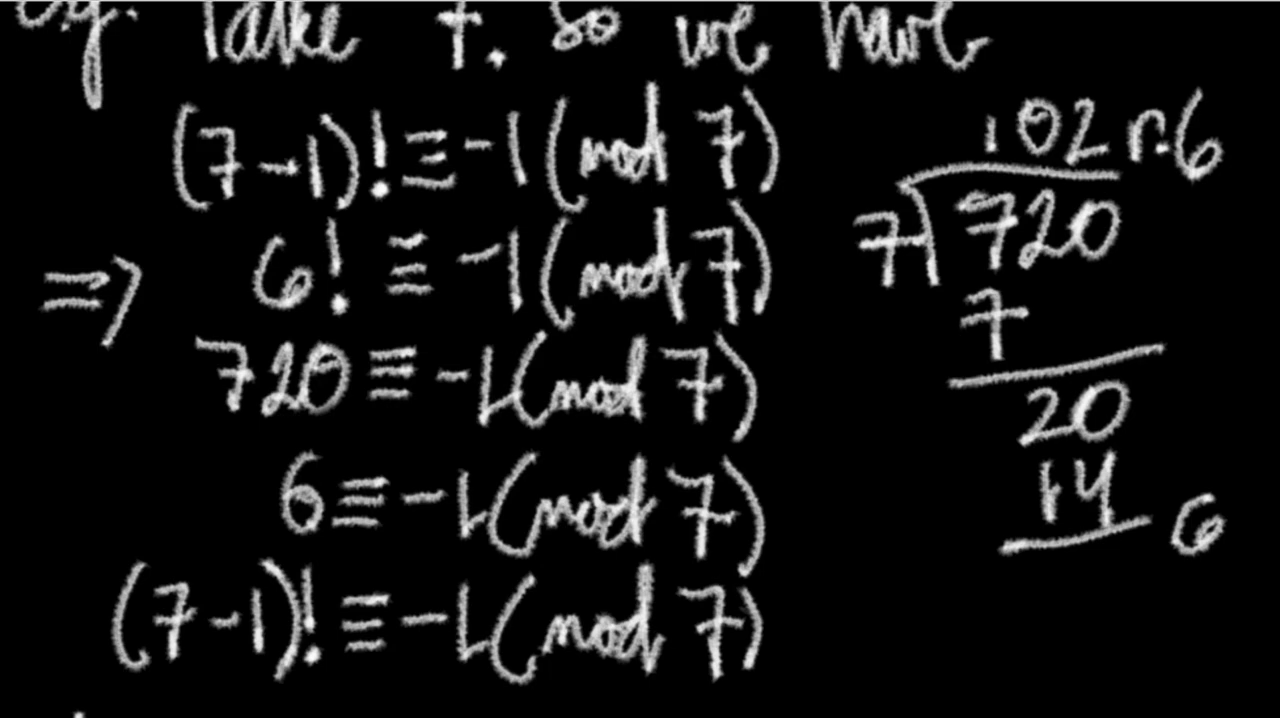 e.g. Take 7. So we have
(7-1)! ≡ -1 (mod 7)
⇒ 6! ≡ -1 (mod 7)
720 ≡ -1 (mod 7)
6 ≡ -1 (mod 7)
(7-1)! ≡ -1 (mod 7)
102 r.6
7) 720
7
20
14
6